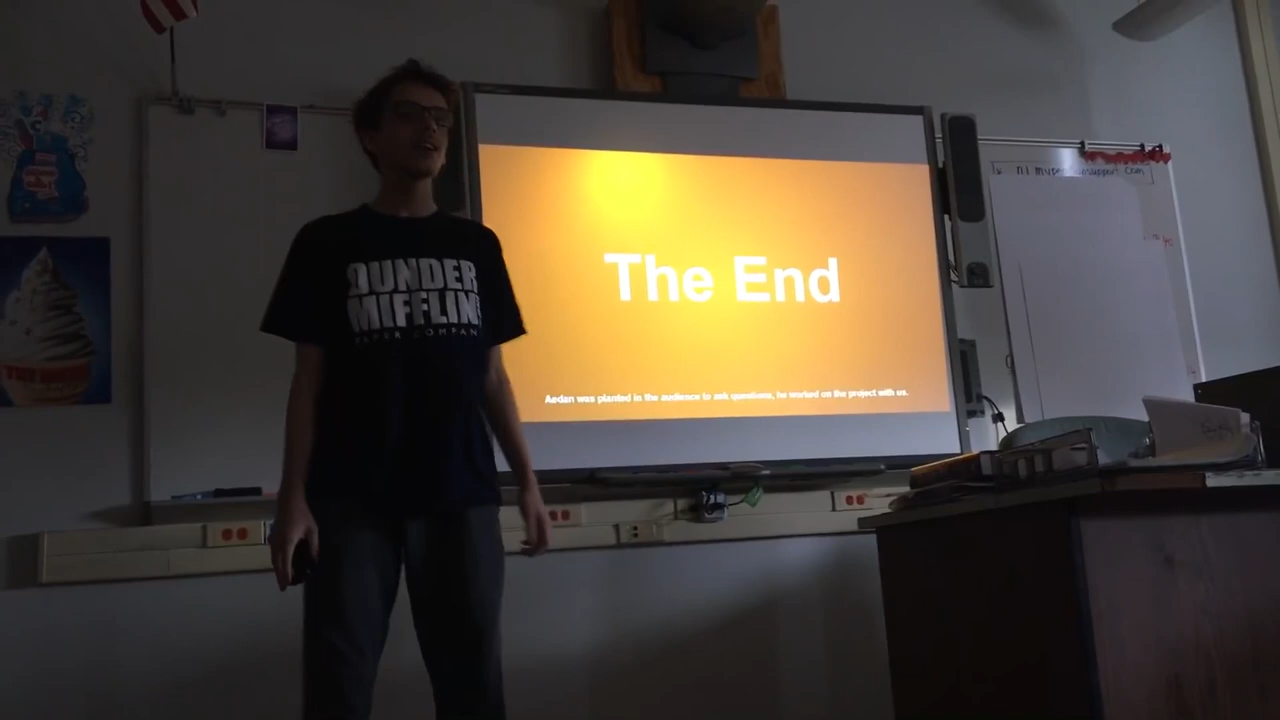 DUNDER
MIFFLIN
PAPER COMPAN
The End
Aedan was planted in the audience to ask questions, he worked on the project with us.